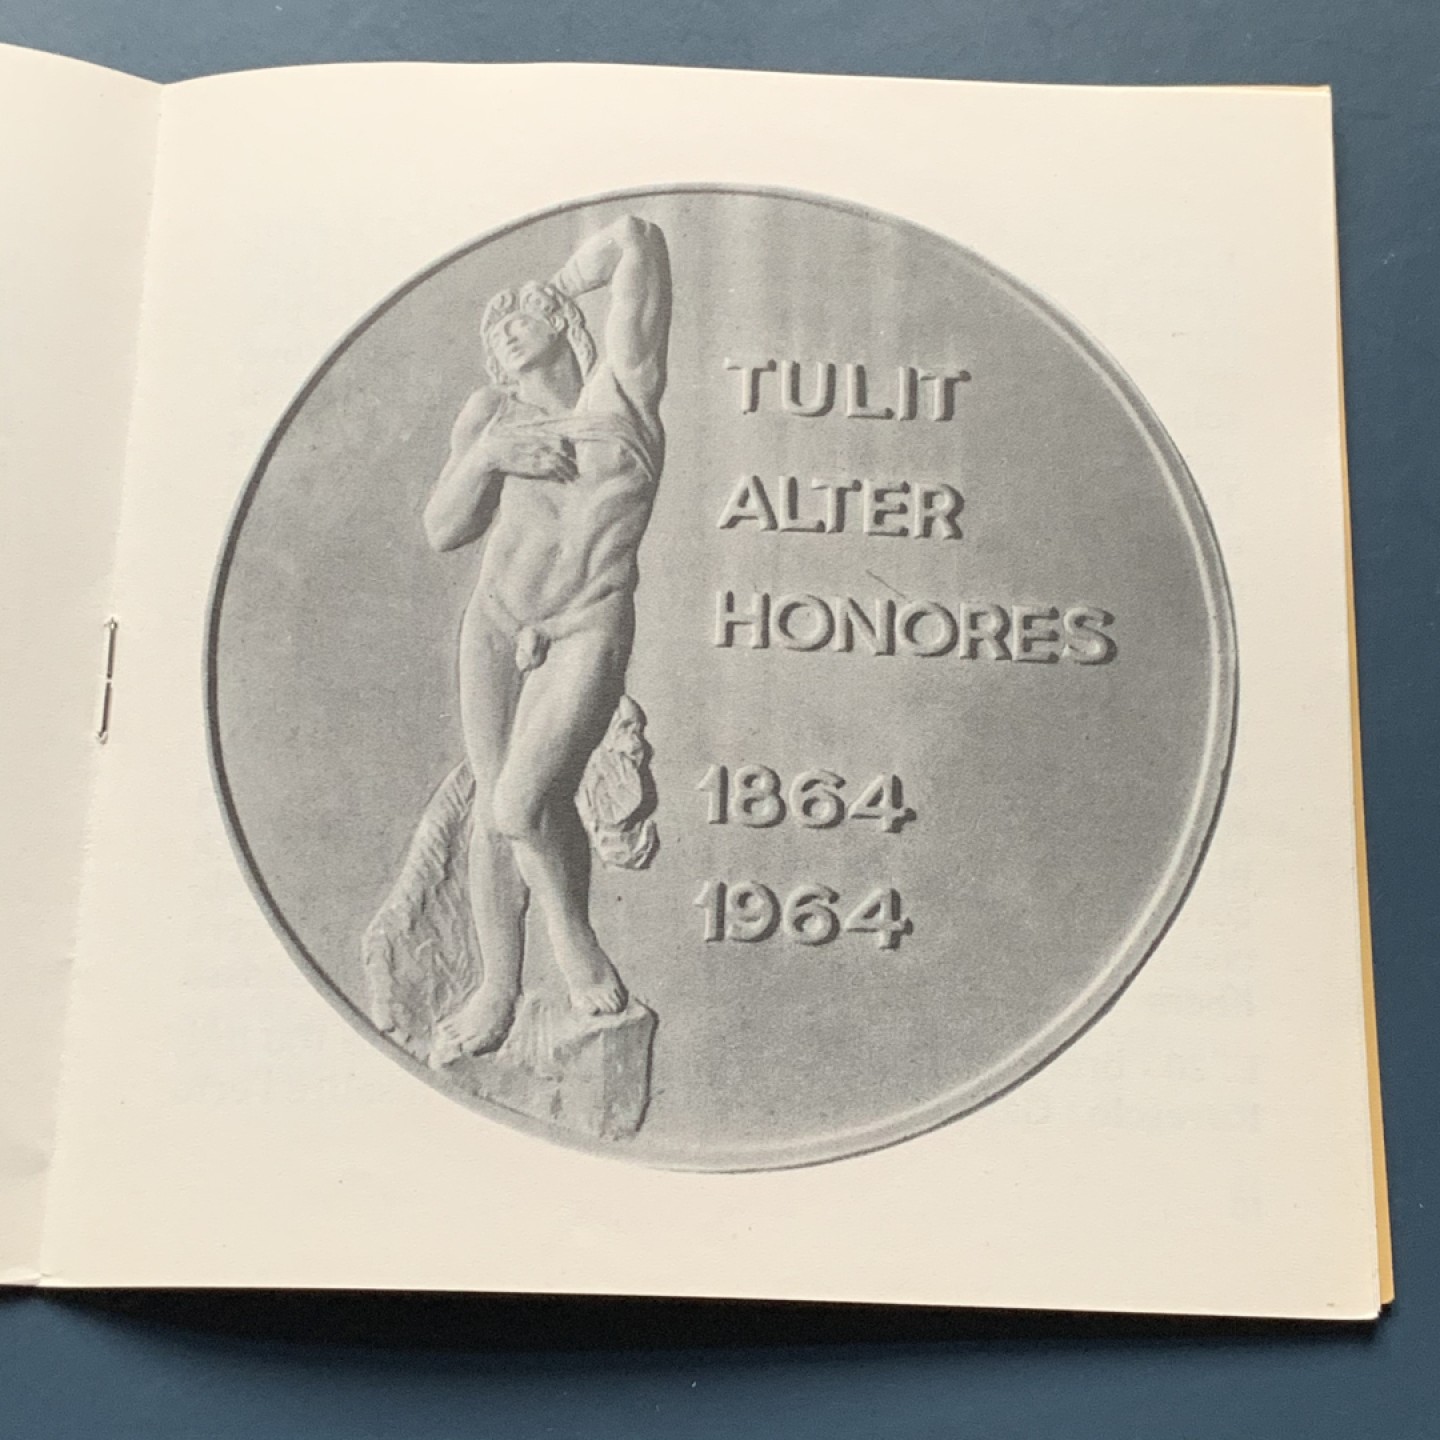 TULIT
ALTER
HONORES
1864
1964